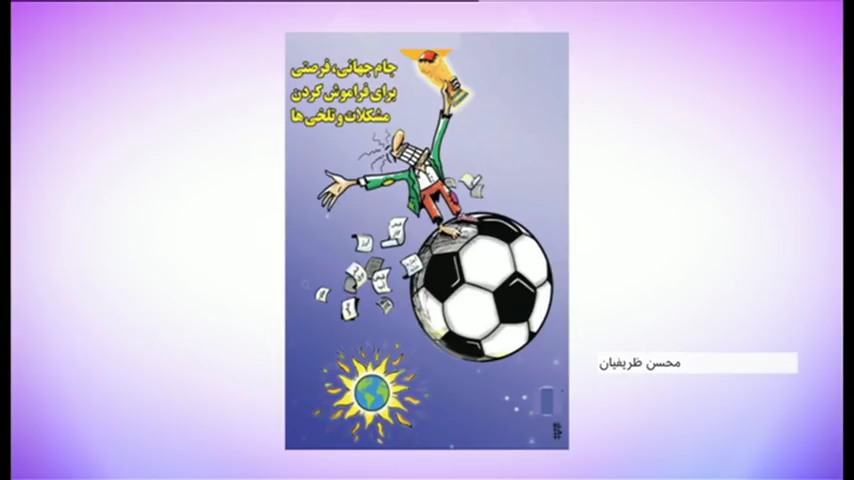 جام جهانی، فرصتی
برای فراموش کردن
مشکلات و تلخی ها
محسن ظریفیان